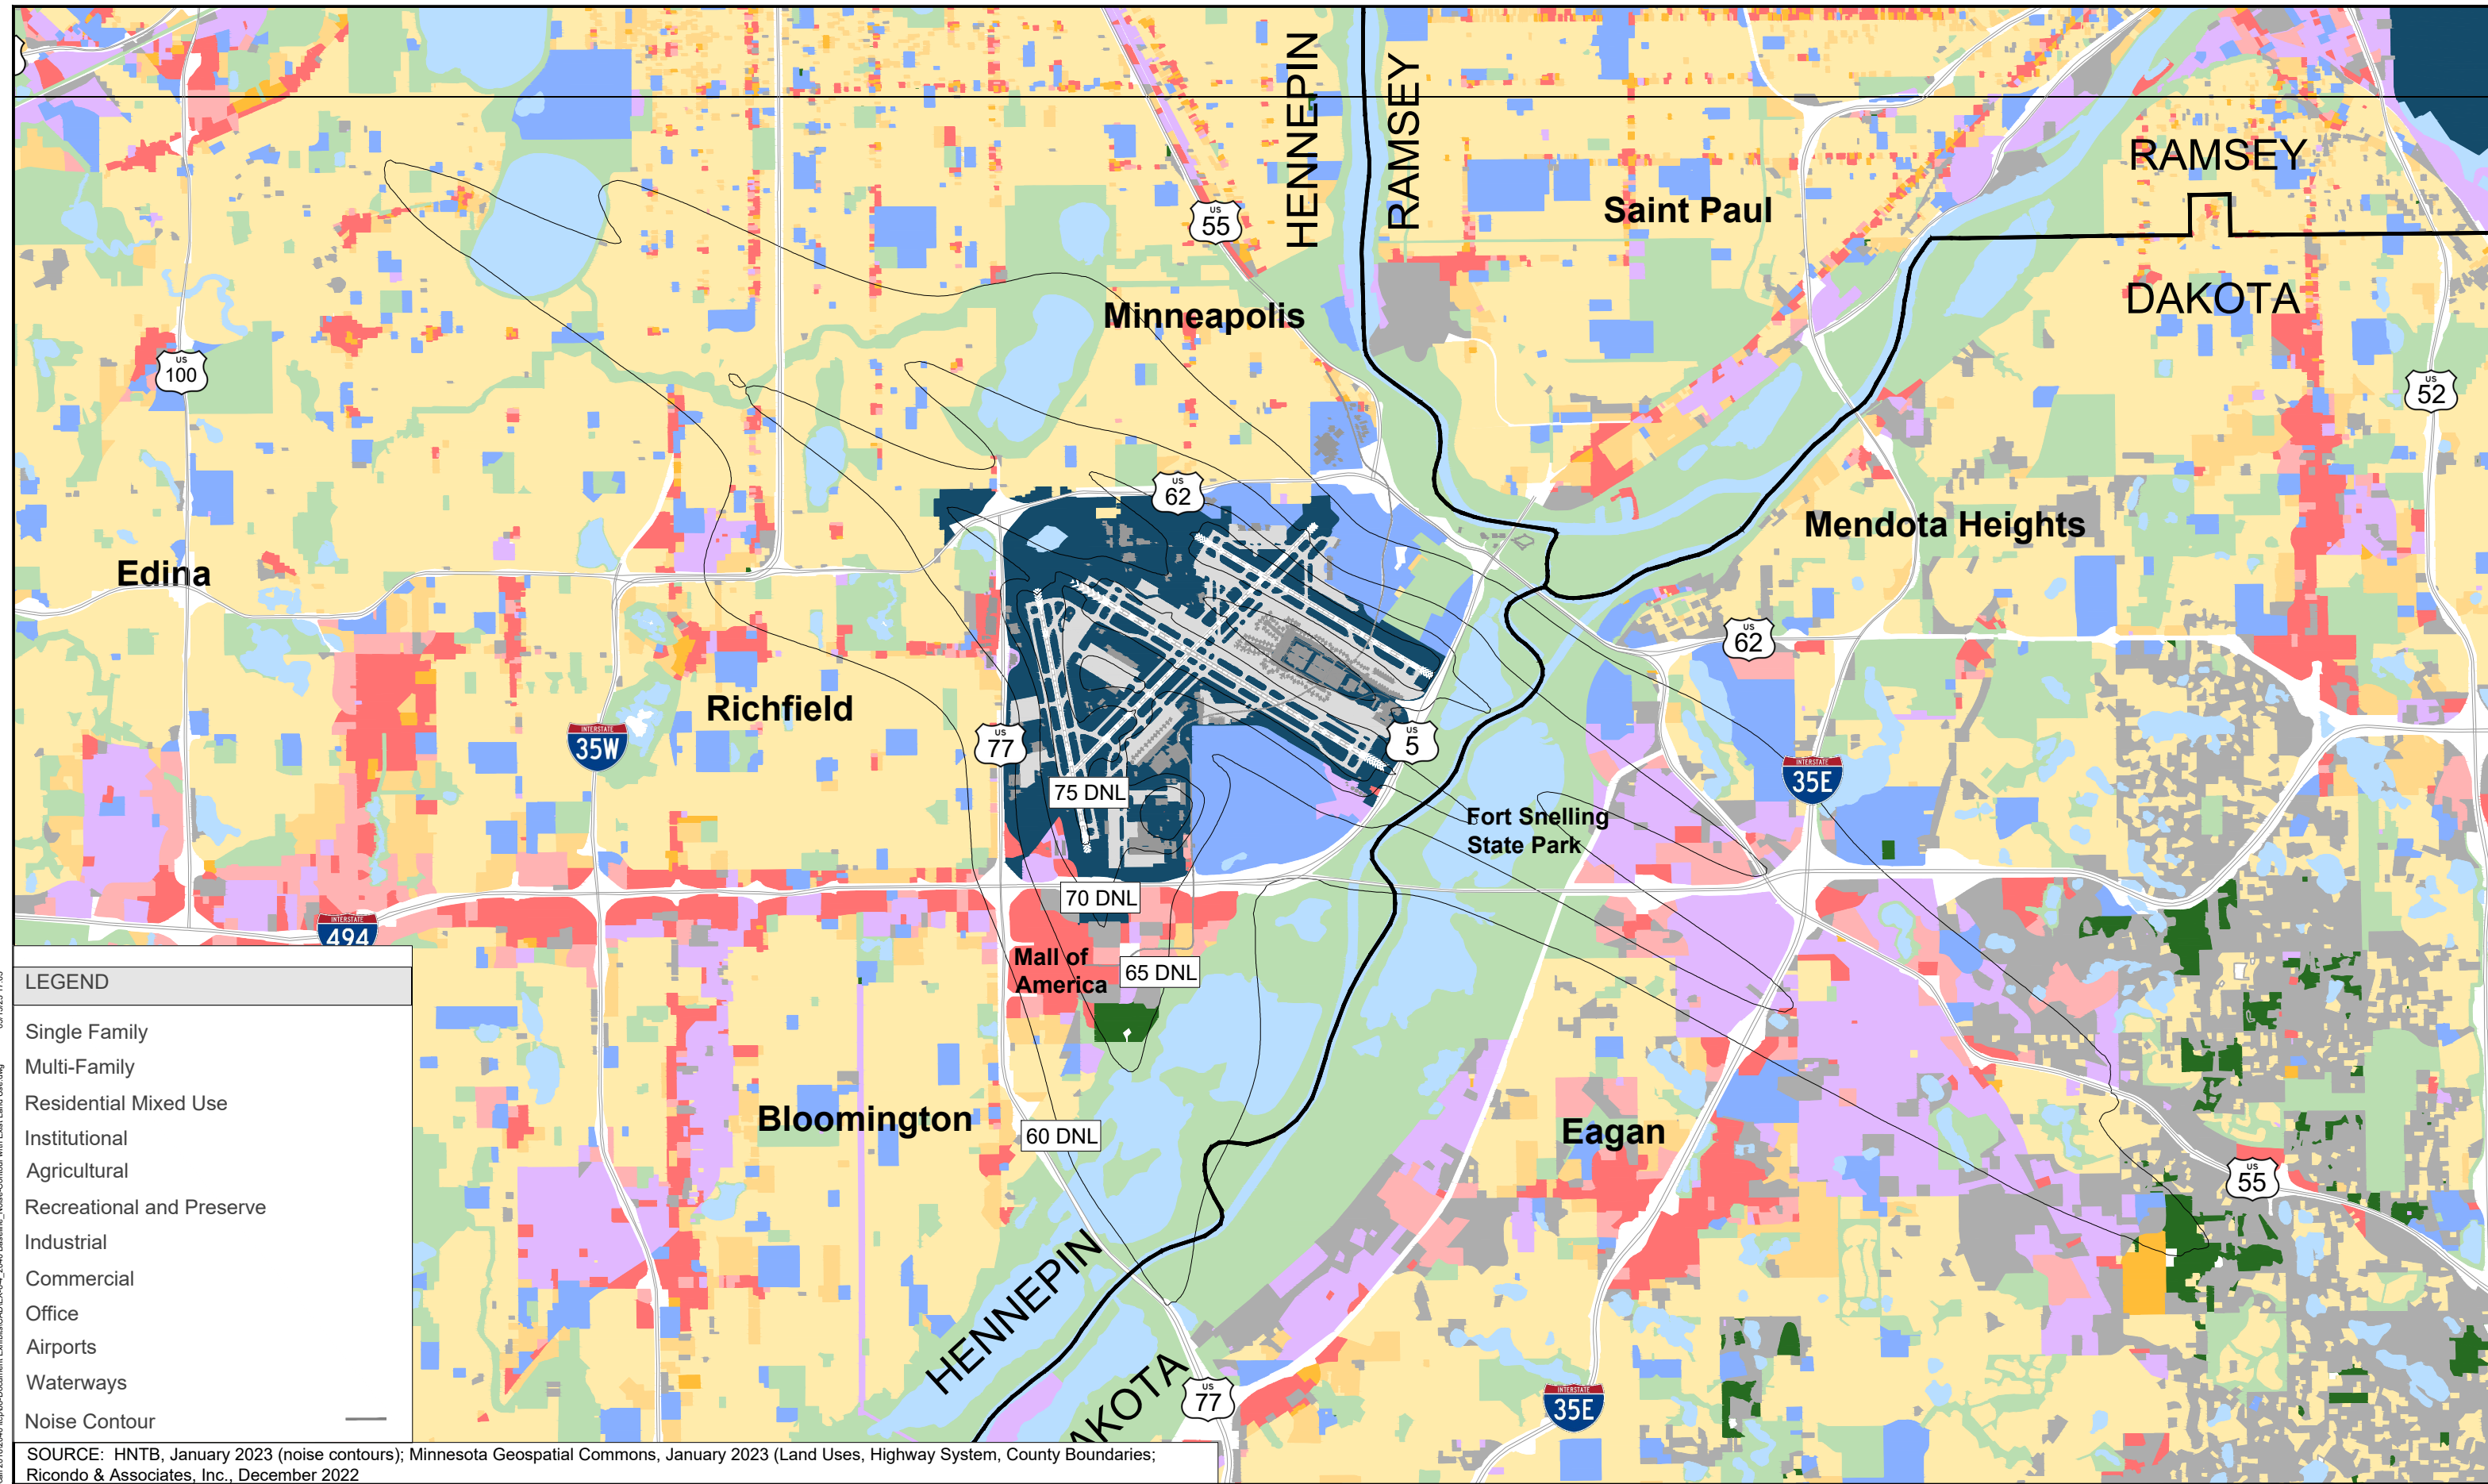 HENNEPIN
RAMSEY
RAMSEY
DAKOTA
Saint Paul
US
55
Minneapolis
US
100
US
52
US
62
Mendota Heights
Edina
US
62
Richfield
INTERSTATE
35W
US
77
US
5
INTERSTATE
35E
75 DNL
Fort Snelling
State Park
70 DNL
INTERSTATE
494
Mall of
America
65 DNL
Bloomington
60 DNL
Eagan
US
55
HENNEPIN
AKOTA
US
77
INTERSTATE
35E
LEGEND
Single Family
Multi-Family
Residential Mixed Use
Institutional
Agricultural
Recreational and Preserve
Industrial
Commercial
Office
Airports
Waterways
Noise Contour
SOURCE: HNTB, January 2023 (noise contours); Minnesota Geospatial Commons, January 2023 (Land Uses, Highway System, County Boundaries;
Ricondo & Associates, Inc., December 2022